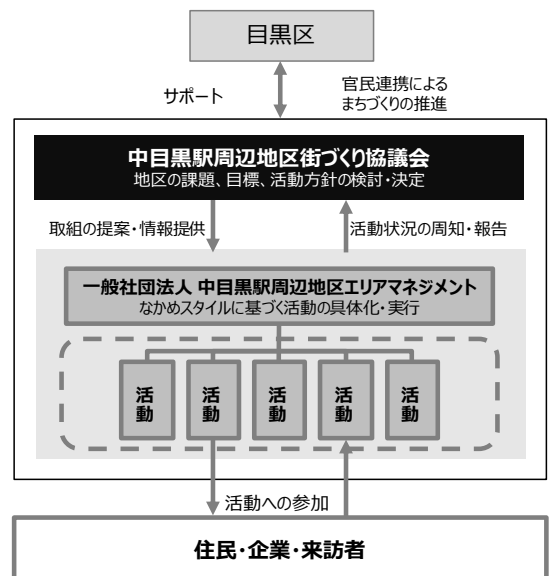 目黒区
サポート
官民連携による
まちづくりの推進
中目黒駅周辺地区街づくり協議会
地区の課題、目標、活動方針の検討・決定
取組の提案・情報提供
活動状況の周知・報告
一般社団法人 中目黒駅周辺地区エリアマネジメント
なかめスタイルに基づく活動の具体化・実行
活動
活動
活動
活動
活動
活動への参加
住民・企業・来訪者